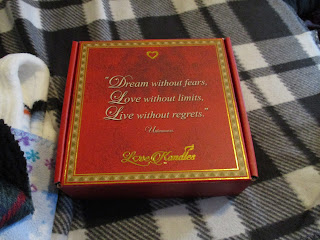 "Dream without fears,
Love without limits,
Live without regrets."
Unknown
Love Kandles